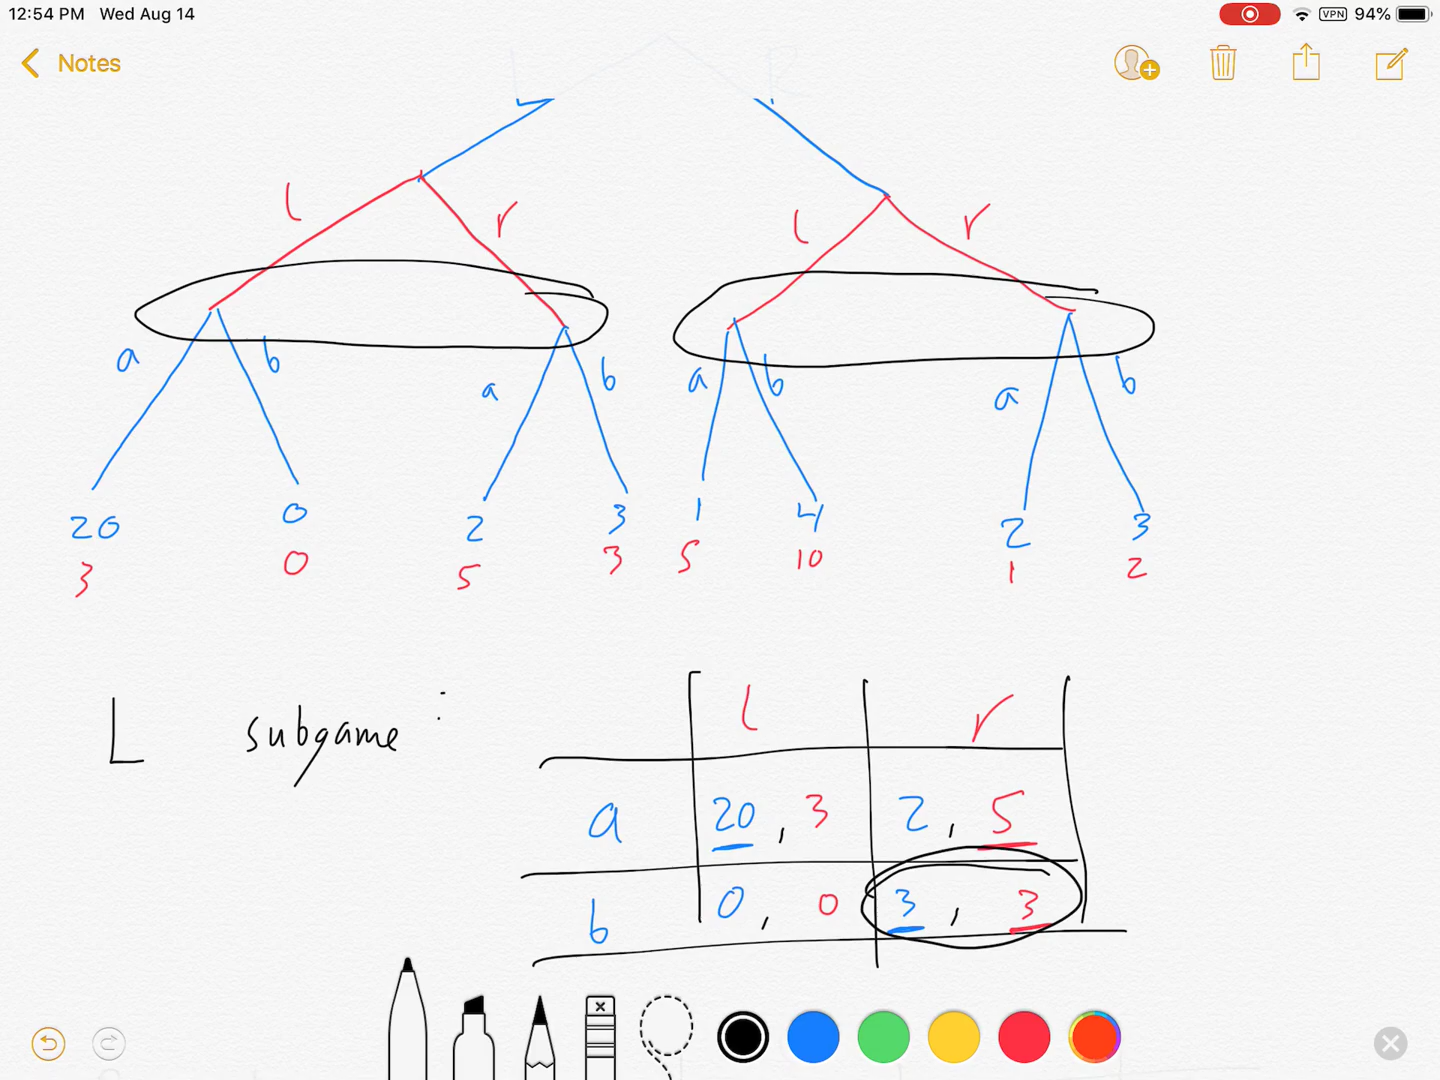 12:54 PM Wed Aug 14
VPN 94%
Notes
l r l r
a b a b a b a b
20 0 2 3 1 4 2 3
3 0 5 3 5 10 1 2
L subgame :
l r
a 20 , 3 2 , 5
b 0 , 0 3 , 3